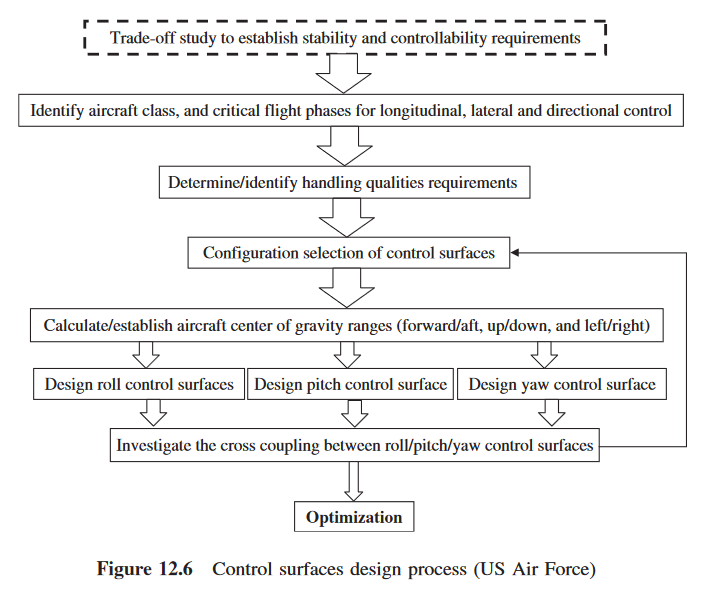 Trade-off study to establish stability and controllability requirements
Identify aircraft class, and critical flight phases for longitudinal, lateral and directional control
Determine/identify handling qualities requirements
Configuration selection of control surfaces
Calculate/establish aircraft center of gravity ranges (forward/aft, up/down, and left/right)
Design roll control surfaces
Design pitch control surface
Design yaw control surface
Investigate the cross coupling between roll/pitch/yaw control surfaces
Optimization
Figure 12.6 Control surfaces design process (US Air Force)